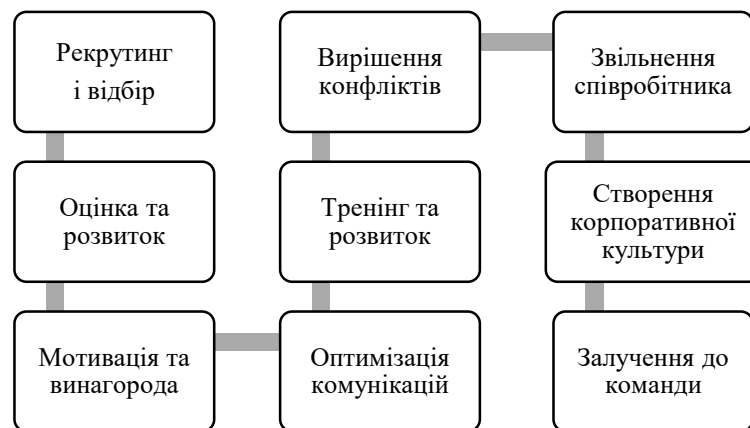 Рекрутинг
і відбір
Оцінка та
розвиток
Мотивація та
винагорода
Оптимізація
комунікацій
Тренінг та
розвиток
Вирішення
конфліктів
Звільнення
співробітника
Створення
корпоративної
культури
Залучення до
команди